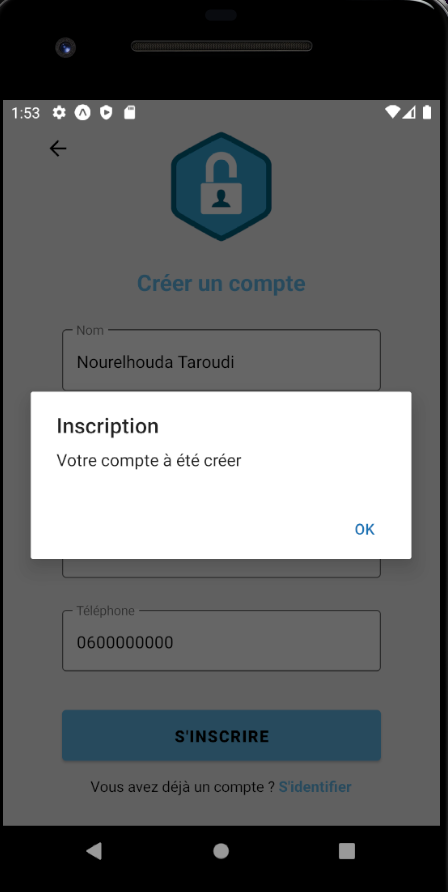 1:53
Créer un compte
Nom
Nourelhouda Taroudi
Inscription
Votre compte à été créer
OK
Téléphone
0600000000
S'INSCRIRE
Vous avez déjà un compte ? S'identifier